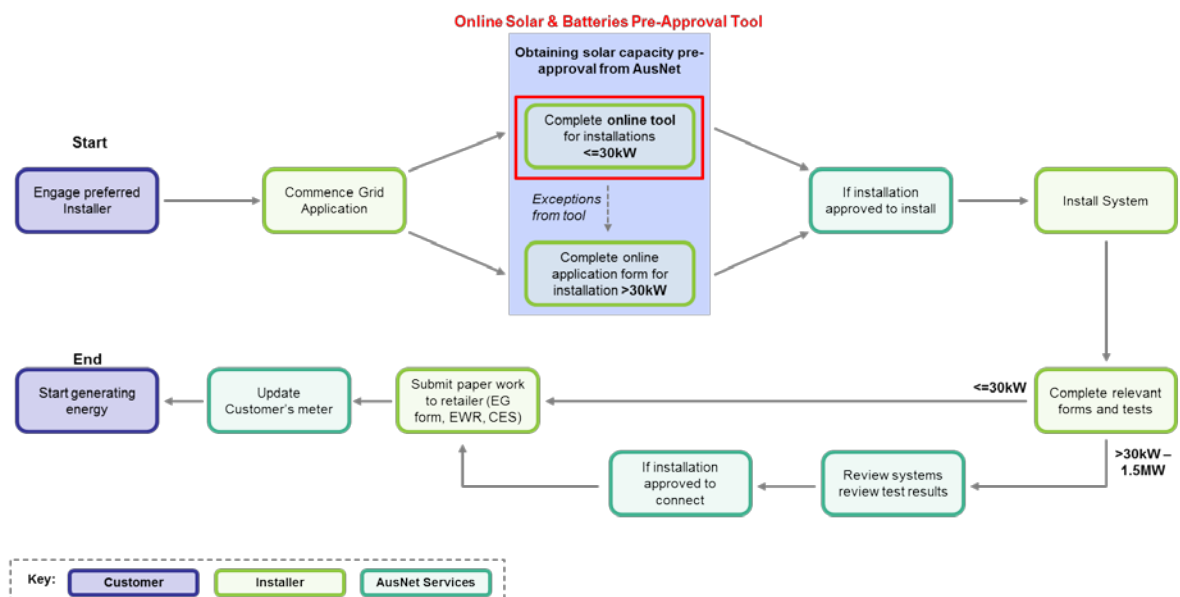 Online Solar & Batteries Pre-Approval Tool
Obtaining solar capacity pre-
approval from AusNet
Complete online tool
for installations
<=30kW
Start
Engage preferred
Installer
Commence Grid
Application
Exceptions
from tool
If installation
approved to install
Install System
Complete online
application form for
installation >30kW
End
Start generating
energy
Update
Customer's meter
Submit paper work
to retailer (EG
form, EWR, CES)
<=30kW
Complete relevant
forms and tests
>30kW –
1.5MW
If installation
approved to
connect
Review systems
review test results
Key:
Customer
Installer
AusNet Services